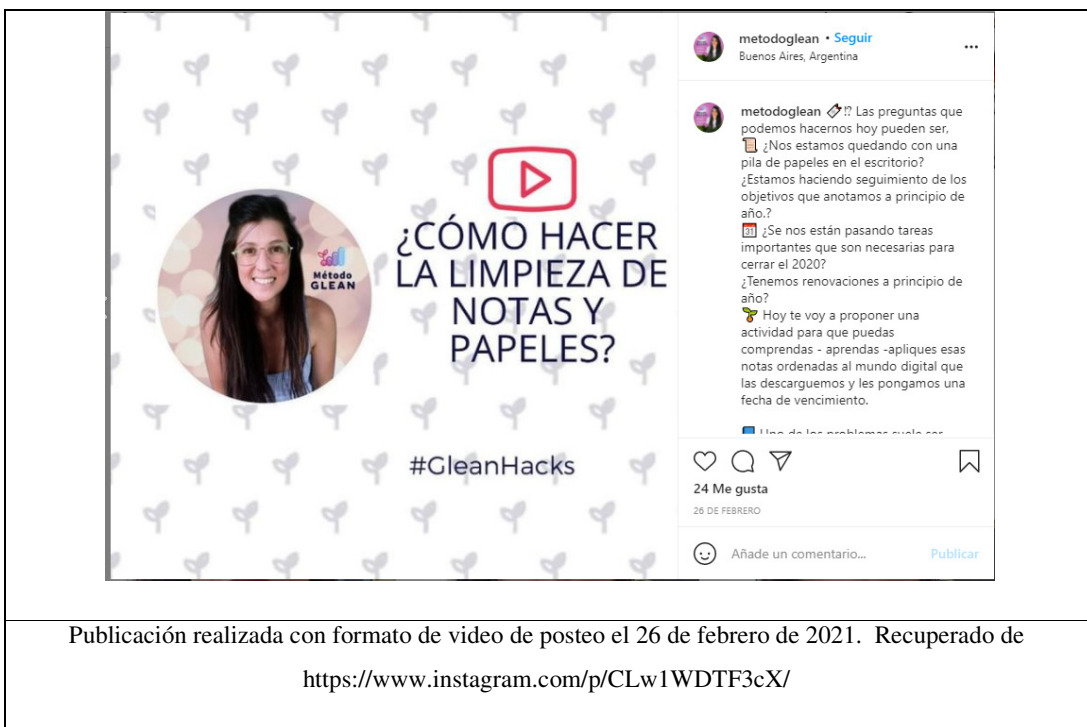 metodoglean • Seguir
Buenos Aires, Argentina
metodoglean !? Las preguntas que
podemos hacernos hoy pueden ser,
¿Nos estamos quedando con una
pila de papeles en el escritorio?
¿Estamos haciendo seguimiento de los
objetivos que anotamos a principio de
año.?
¿Se nos están pasando tareas
importantes que son necesarias para
cerrar el 2020?
¿Tenemos renovaciones a principio de
año?
Hoy te voy a proponer una
actividad para que puedas
comprendas - aprendas -apliques esas
notas ordenadas al mundo digital que
las descarguemos y les pongamos una
fecha de vencimiento.
Uno de los problemas suele ser
24 Me gusta
26 DE FEBRERO
Añade un comentario...
Publicar
Método
GLEAN
¿CÓMO HACER
LA LIMPIEZA DE
NOTAS Y
PAPELES?
#GleanHacks
Publicación realizada con formato de video de posteo el 26 de febrero de 2021. Recuperado de
https://www.instagram.com/p/CLw1WDTF3cX/